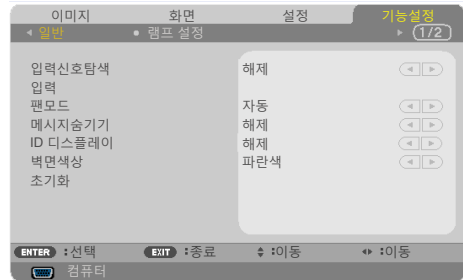 이미지 화면 설정 기능설정
일반 램프 설정 (1/2)
입력신호탐색 해제
입력
팬모드 자동
메시지숨기기 해제
ID 디스플레이 해제
벽면색상 파란색
초기화
ENTER :선택 EXIT :종료 :이동 :이동
컴퓨터